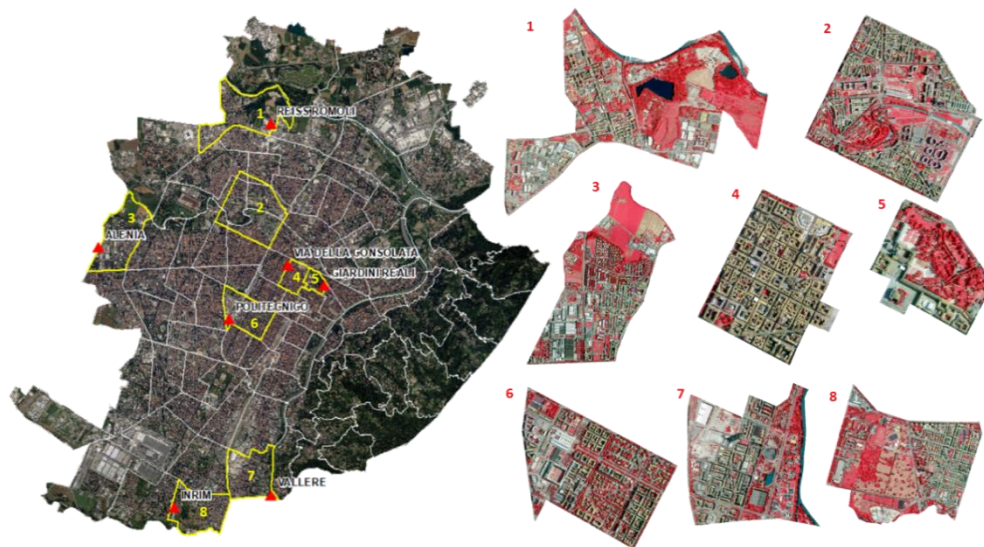 1
REISS ROMOLI
2
3
ALENIA
VIA DELLA CONSOLATA
4
5
GIARDINI REALI
POLITECNICO
6
7
VALLERE
INRIM
8
1
2
3
4
5
6
7
8